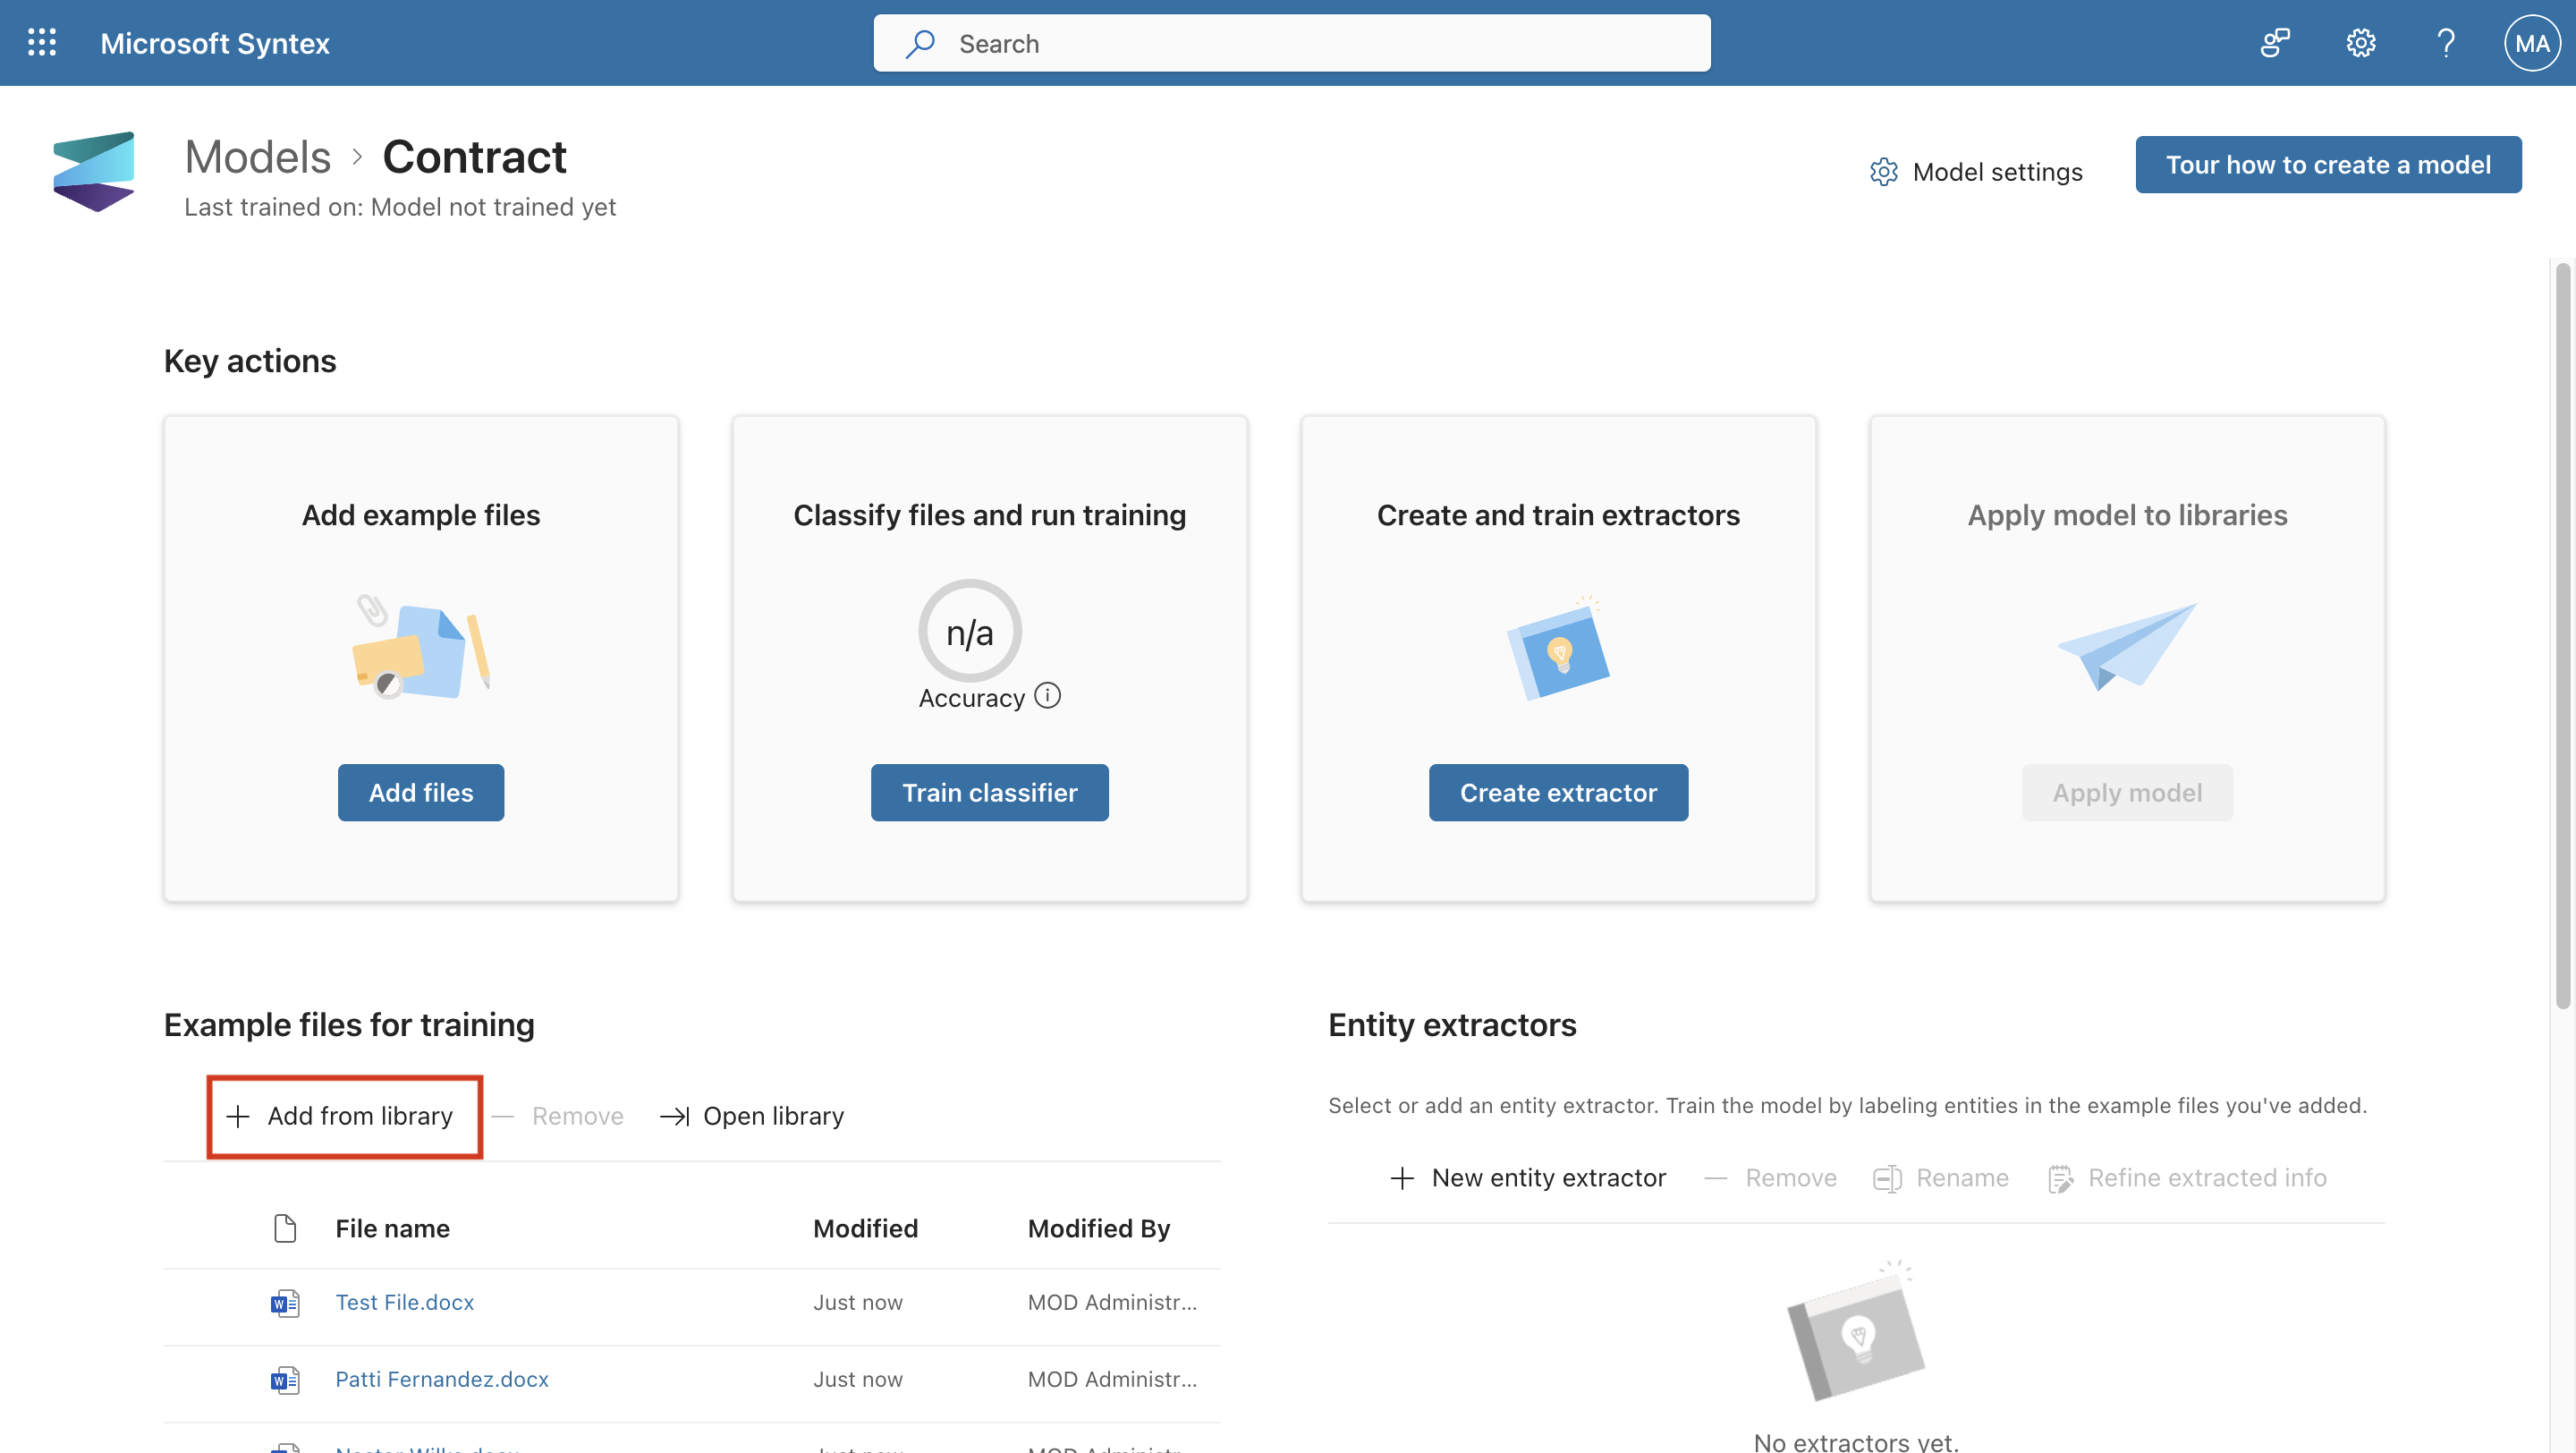 Microsoft Syntex
Search
MA
Models > Contract
Last trained on: Model not trained yet
Model settings
Tour how to create a model
Key actions
Add example files
Classify files and run training
Create and train extractors
Apply model to libraries
n/a
Accuracy
Add files
Train classifier
Create extractor
Apply model
Example files for training
Add from library
Remove
Open library
File name
Modified
Modified By
Test File.docx
Just now
MOD Administr...
Patti Fernandez.docx
Just now
MOD Administr...
Entity extractors
Select or add an entity extractor. Train the model by labeling entities in the example files you've added.
New entity extractor
Remove
Rename
Refine extracted info
No extractors yet.